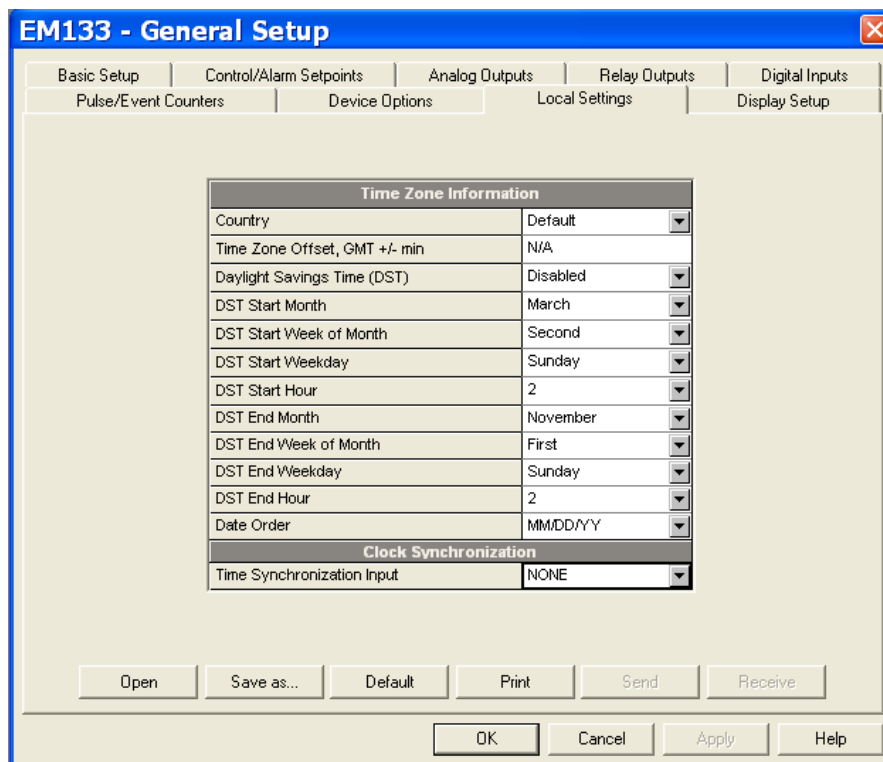 EM133 - General Setup
Basic Setup Control/Alarm Setpoints Analog Outputs Relay Outputs Digital Inputs
Pulse/Event Counters Device Options Local Settings Display Setup
Time Zone Information
Country Default
Time Zone Offset, GMT +/- min N/A
Daylight Savings Time (DST) Disabled
DST Start Month March
DST Start Week of Month Second
DST Start Weekday Sunday
DST Start Hour 2
DST End Month November
DST End Week of Month First
DST End Weekday Sunday
DST End Hour 2
Date Order MM/DD/YY
Clock Synchronization
Time Synchronization Input NONE
Open Save as... Default Print Send Receive
OK Cancel Apply Help